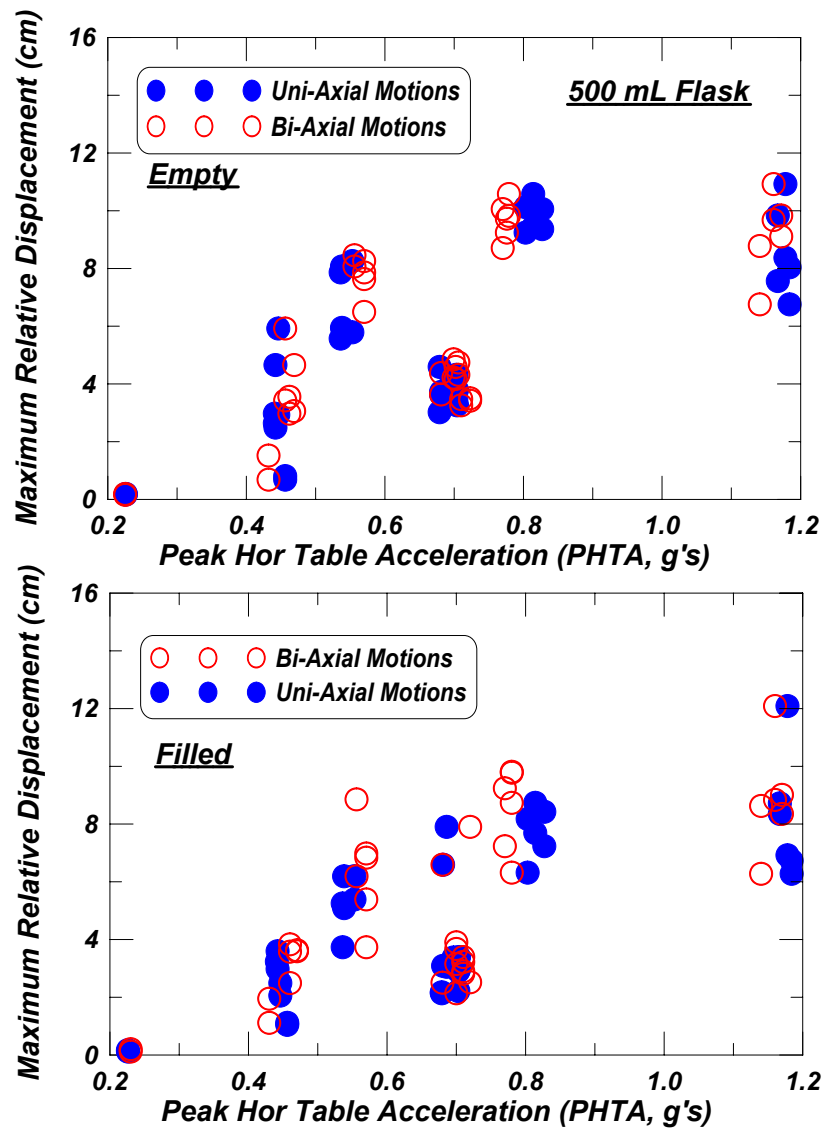 16
12
8
4
0
Maximum Relative Displacement (cm)
Uni-Axial Motions
Bi-Axial Motions
500 mL Flask
Empty
0.2 0.4 0.6 0.8 1.0 1.2
Peak Hor Table Acceleration (PHTA, g's)
16
12
8
4
0
Maximum Relative Displacement (cm)
Bi-Axial Motions
Uni-Axial Motions
Filled
0.2 0.4 0.6 0.8 1.0 1.2
Peak Hor Table Acceleration (PHTA, g's)